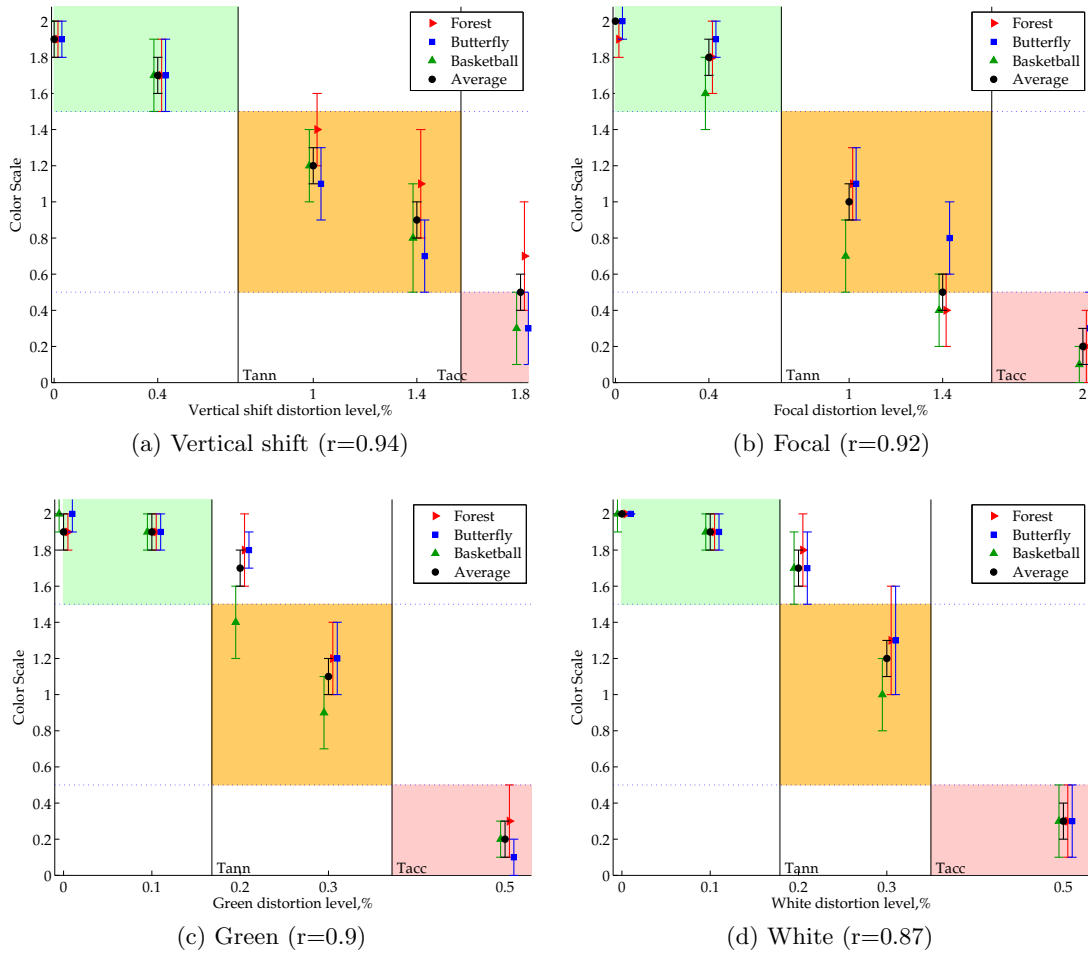 2
1.8
1.6
1.4
1.2
1
0.8
0.6
0.4
0.2
0
Color Scale
Forest
Butterfly
Basketball
Average
Tann
Tacc
0
0.4
1
1.4
1.8
Vertical shift distortion level,%
(a) Vertical shift (r=0.94)
2
1.8
1.6
1.4
1.2
1
0.8
0.6
0.4
0.2
0
Color Scale
Forest
Butterfly
Basketball
Average
Tann
Tacc
0
0.4
1
1.4
2
Focal distortion level,%
(b) Focal (r=0.92)
2
1.8
1.6
1.4
1.2
1
0.8
0.6
0.4
0.2
0
Color Scale
Forest
Butterfly
Basketball
Average
Tann
Tacc
0
0.1
0.2
0.3
0.5
Green distortion level,%
(c) Green (r=0.9)
2
1.8
1.6
1.4
1.2
1
0.8
0.6
0.4
0.2
0
Color Scale
Forest
Butterfly
Basketball
Average
Tann
Tacc
0
0.1
0.2
0.3
0.5
White distortion level,%
(d) White (r=0.87)